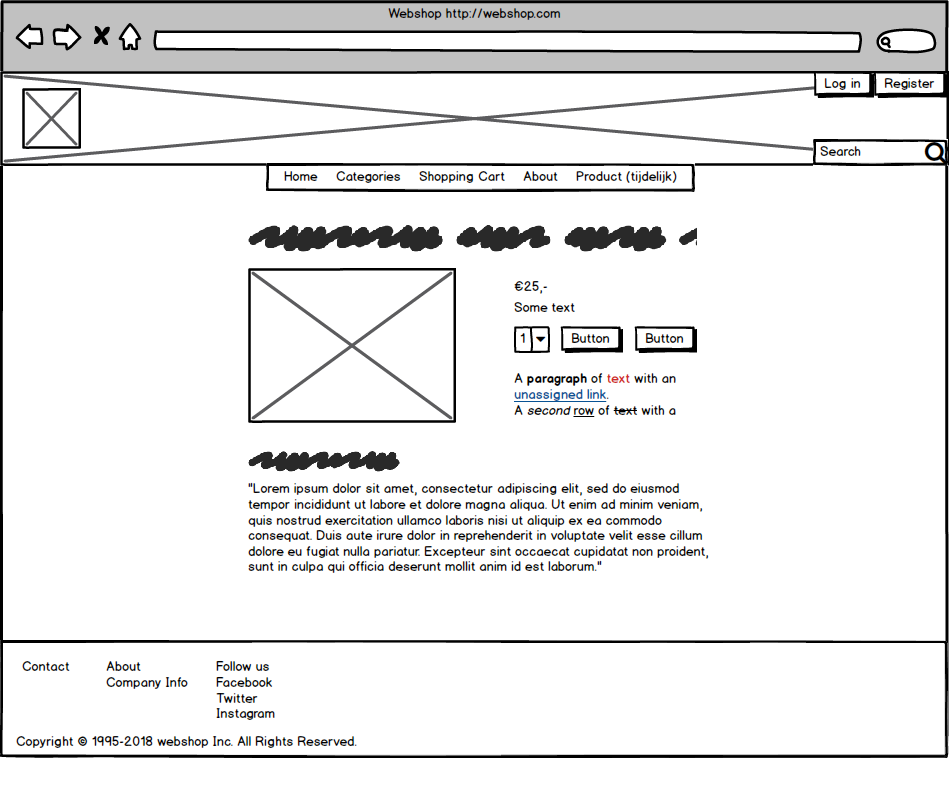 Webshop http://webshop.com
Log in Register
Search
Home Categories Shopping Cart About Product (tijdelijk)
€25,-
Some text
1 Button Button
A paragraph of text with an
unassigned link.
A second row of text with a
"Lorem ipsum dolor sit amet, consectetur adipiscing elit, sed do eiusmod
tempor incididunt ut labore et dolore magna aliqua. Ut enim ad minim veniam,
quis nostrud exercitation ullamco laboris nisi ut aliquip ex ea commodo
consequat. Duis aute irure dolor in reprehenderit in voluptate velit esse cillum
dolore eu fugiat nulla pariatur. Excepteur sint occaecat cupidatat non proident,
sunt in culpa qui officia deserunt mollit anim id est laborum."
Contact About Follow us
Company Info Facebook
Twitter
Instagram
Copyright © 1995-2018 webshop Inc. All Rights Reserved.